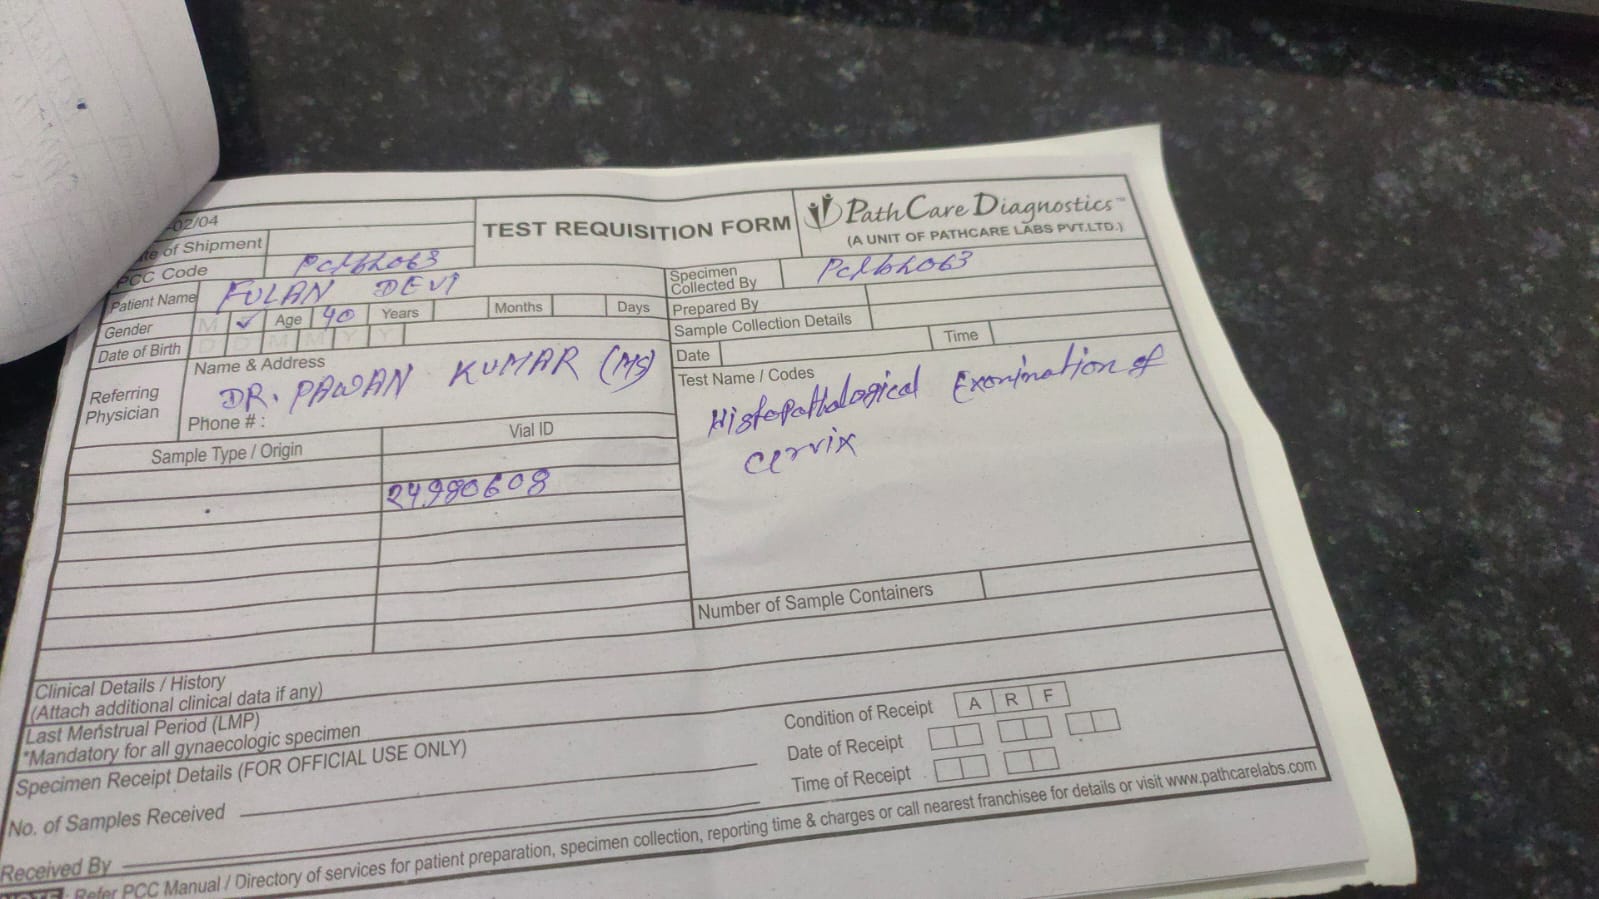 -02/04
te of Shipment
PCC Code
TEST REQUISITION FORM
PathCare Diagnostics™
(A UNIT OF PATHCARE LABS PVT.LTD.)
Patient Name FULAN DEVI
Gender M ✓ Age 40 Years Months Days
Date of Birth D D M M Y Y
Referring Physician
Name & Address
DR. PAWAN KUMAR (MS)
Phone # :
Sample Type / Origin Vial ID
24980608
Specimen Collected By
Prepared By
Sample Collection Details
Date Time
Test Name / Codes
Histopathological Examination of
cervix
Number of Sample Containers
Clinical Details / History
(Attach additional clinical data if any)
Last Menstrual Period (LMP)
*Mandatory for all gynaecologic specimen
Specimen Receipt Details (FOR OFFICIAL USE ONLY)
No. of Samples Received
Received By
Condition of Receipt A R F
Date of Receipt
Time of Receipt
: Refer PCC Manual / Directory of services for patient preparation, specimen collection, reporting time & charges or call nearest franchisee for details or visit www.pathcarelabs.com